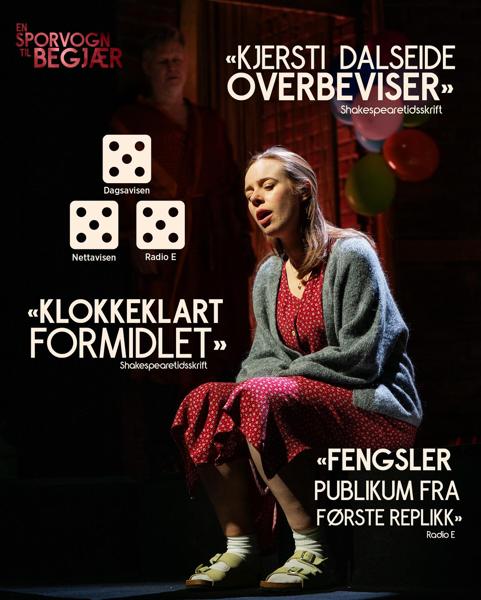 EN
SPORVOGN
TIL BEGJÆR
«KJERSTI DALSEIDE
OVERBEVISER»
Shakespearetidsskrift
Dagsavisen
Nettavisen
Radio E
«KLOKKEKLART
FORMIDLET»
Shakespearetidsskrift
«FENGSLER
PUBLIKUM FRA
FØRSTE REPLIKK»
Radio E